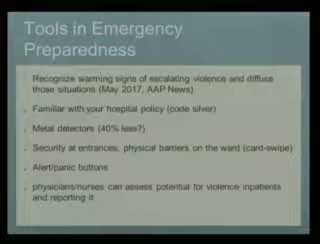 Tools in Emergency
Preparedness
Recognize warming signs of escalating violence and diffuse
those situations (May 2017, AAP News)
Familiar with your hospital policy (code silver)
Metal detectors (40% less?)
Security at entrances, physical barriers on the ward (card-swipe)
Alert/panic buttons
physicians/nurses can assess potential for violence inpatients
and reporting it